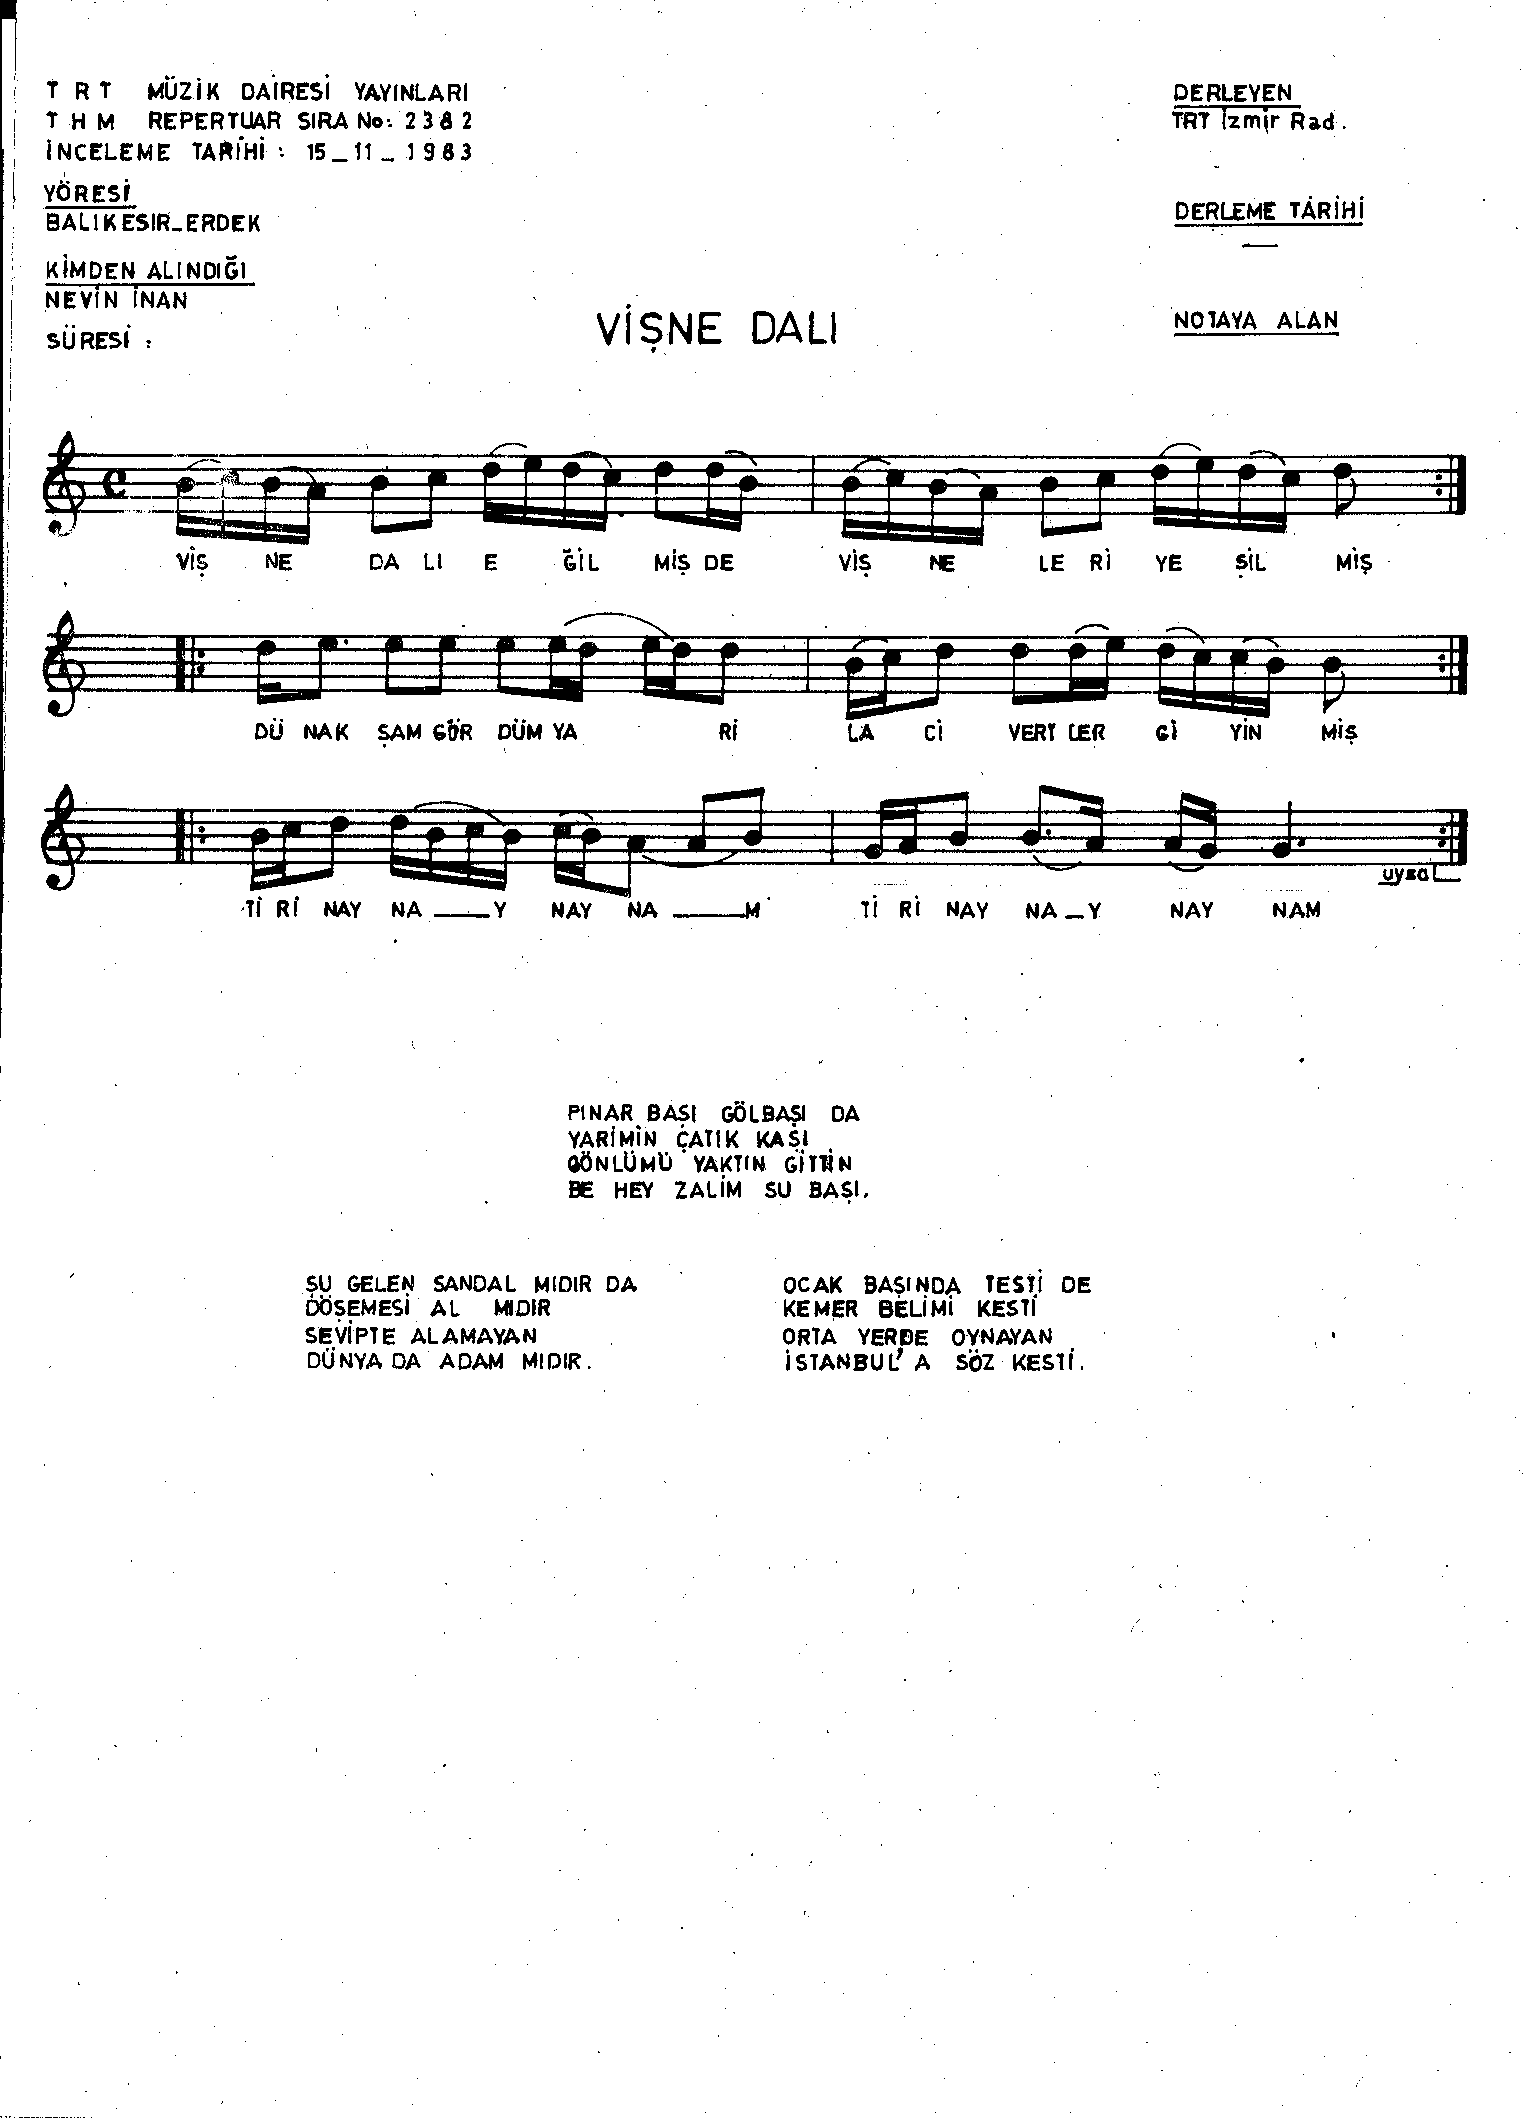 T R T MÜZİK DAİRESİ YAYINLARI
T H M REPERTUAR SIRA No: 2382
İNCELEME TARİHİ : 15_11_1983
YÖRESİ
BALIKESIR_ERDEK
KİMDEN ALINDIĞI
NEVİN İNAN
SÜRESİ :
DERLEYEN
TRT İzmir Rad.
DERLEME TARİHİ
NOTAYA ALAN
VİŞNE DALI
VİŞ NE DA LI E ĞİL MİŞ DE VİŞ NE LE Rİ YE ŞİL MİŞ
DÜ NAK ŞAM GÖR DÜM YA Rİ LA Cİ VERT LER Gİ YİN MİŞ
uysal
Tİ Rİ NAY NA___Y NAY NA___M Tİ Rİ NAY NA_Y NAY NAM
PINAR BAŞI GÖLBAŞI DA
YARİMİN ÇATIK KAŞI
GÖNLÜMÜ YAKTIN GİTTİN
BE HEY ZALİM SU BAŞI.
ŞU GELEN SANDAL MIDIR DA
DÖŞEMESİ AL MIDIR
SEVİPTE ALAMAYAN
DÜNYA DA ADAM MIDIR.
OCAK BAŞINDA TESTİ DE
KEMER BELİMİ KESTİ
ORTA YERDE OYNAYAN
İSTANBUL'A SÖZ KESTİ.